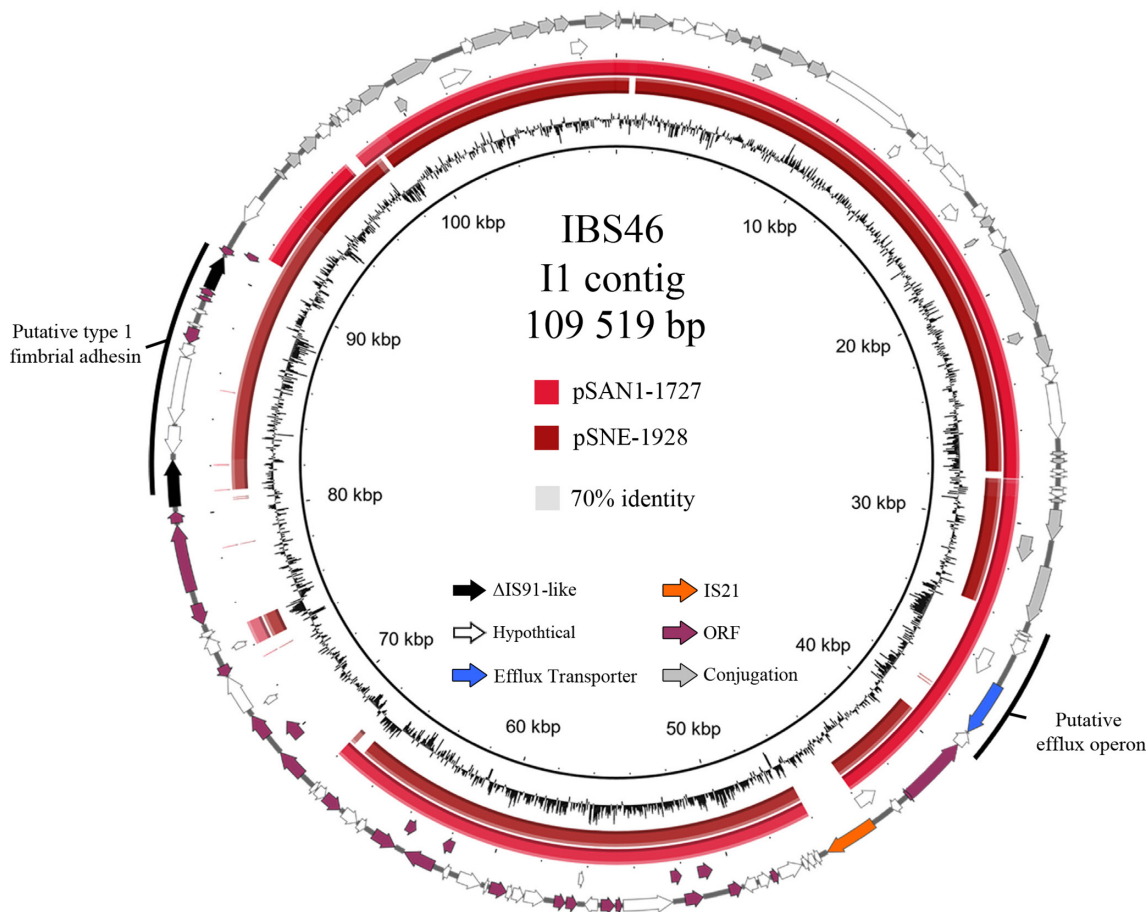 IBS46
I1 contig
109 519 bp
pSAN1-1727
pSNE-1928
70% identity
ΔIS91-like
IS21
Hypothtical
ORF
Efflux Transporter
Conjugation
10 kbp
20 kbp
30 kbp
40 kbp
50 kbp
60 kbp
70 kbp
80 kbp
90 kbp
100 kbp
Putative type 1
fimbrial adhesin
Putative
efflux operon